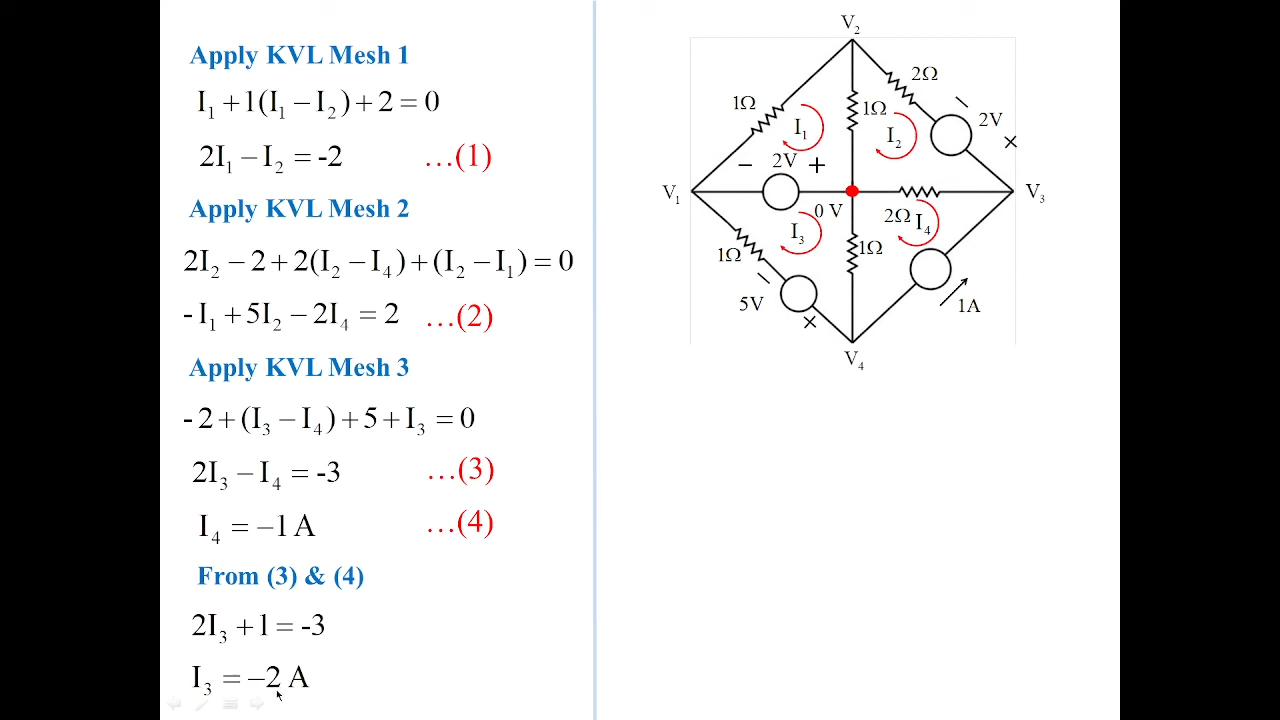 Apply KVL Mesh 1
I₁ + 1(I₁ − I₂) + 2 = 0
2I₁ − I₂ = -2 …(1)
Apply KVL Mesh 2
2I₂ − 2 + 2(I₂ − I₄) + (I₂ − I₁) = 0
- I₁ + 5I₂ − 2I₄ = 2 …(2)
Apply KVL Mesh 3
- 2 + (I₃ − I₄) + 5 + I₃ = 0
2I₃ − I₄ = -3 …(3)
I₄ = −1 A …(4)
From (3) & (4)
2I₃ + 1 = -3
I₃ = −2 A
V₂
2Ω
1Ω
1Ω
− 2V
I₁
I₂
+
− 2V +
V₁
V₃
0 V
2Ω
I₄
I₃
1Ω
1Ω
−
5V
1A
+
V₄